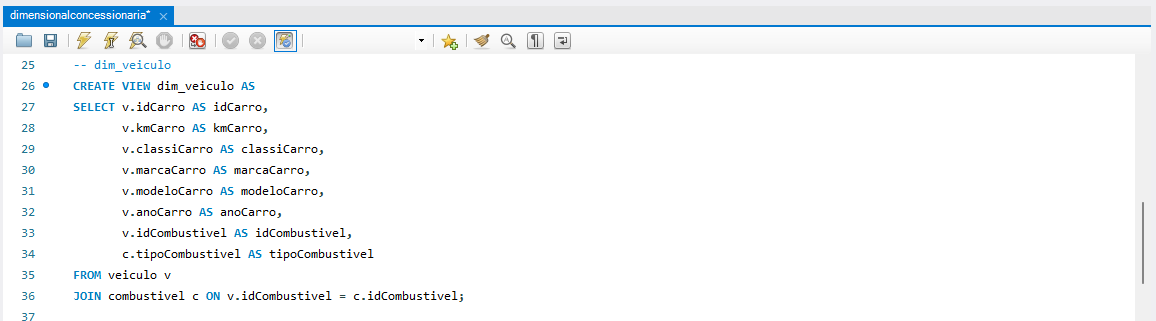 dimensionalconcessionaria* ×
25 -- dim_veiculo
26 CREATE VIEW dim_veiculo AS
27 SELECT v.idCarro AS idCarro,
28 v.kmCarro AS kmCarro,
29 v.classiCarro AS classiCarro,
30 v.marcaCarro AS marcaCarro,
31 v.modeloCarro AS modeloCarro,
32 v.anoCarro AS anoCarro,
33 v.idCombustivel AS idCombustivel,
34 c.tipoCombustivel AS tipoCombustivel
35 FROM veiculo v
36 JOIN combustivel c ON v.idCombustivel = c.idCombustivel;
37